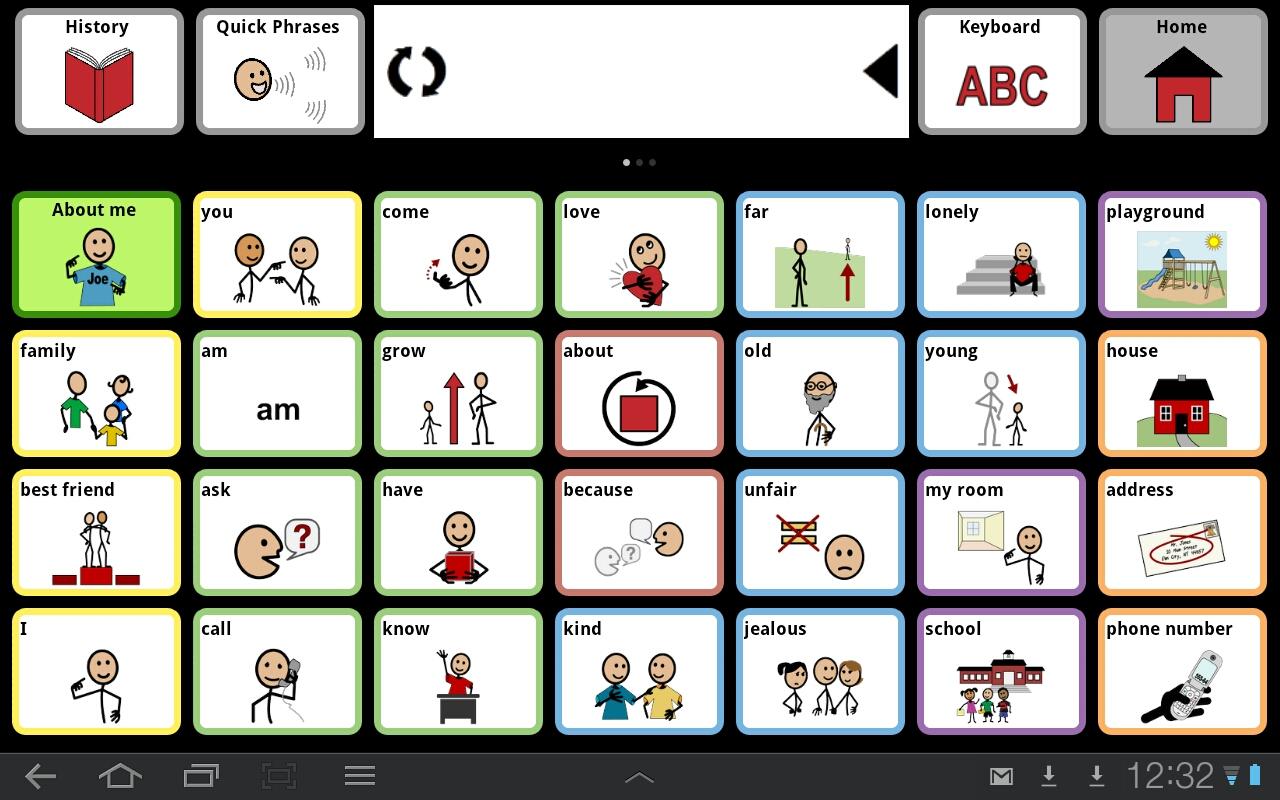 History
Quick Phrases
Keyboard
ABC
Home
About me
Joe
you
come
love
far
lonely
playground
family
am
am
grow
about
old
young
house
best friend
ask
?
have
because
?
unfair
my room
address
Mr. Jones
I
call
know
kind
jealous
school
phone number
12:32